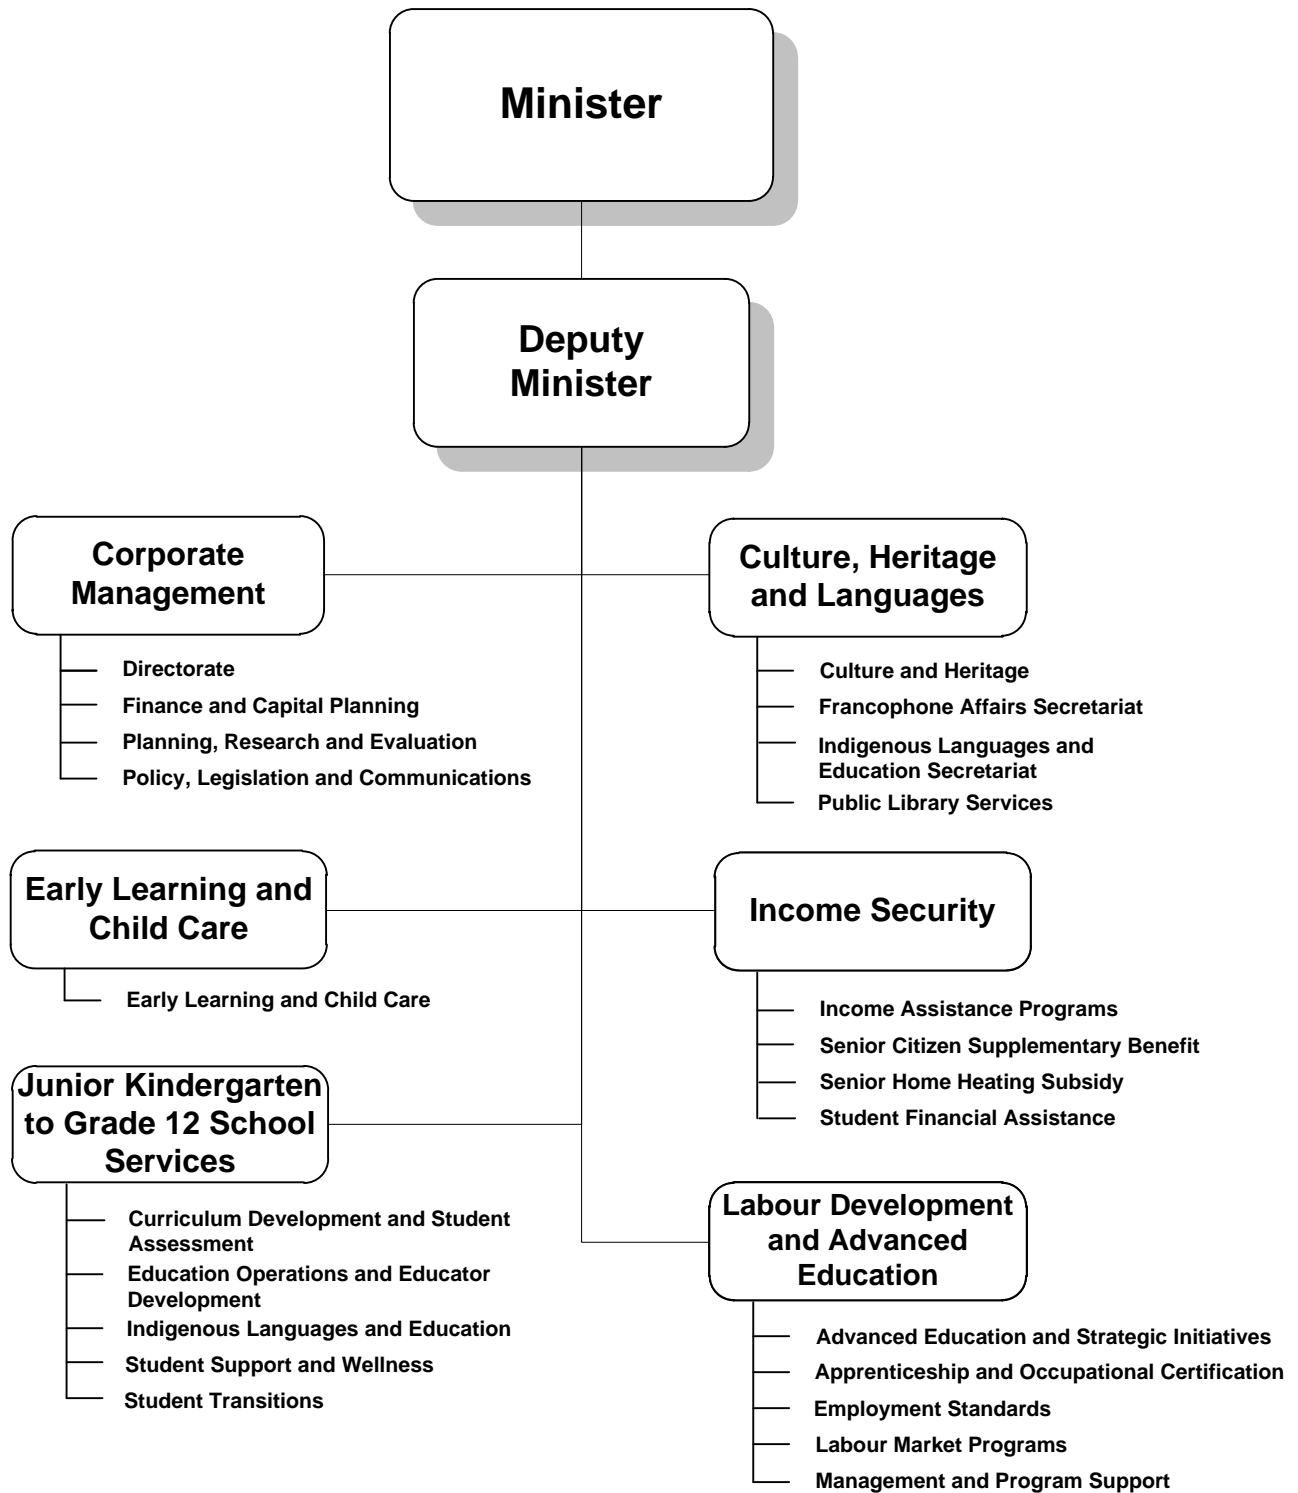 Minister
Deputy
Minister
Corporate
Management
Directorate
Finance and Capital Planning
Planning, Research and Evaluation
Policy, Legislation and Communications
Culture, Heritage
and Languages
Culture and Heritage
Francophone Affairs Secretariat
Indigenous Languages and
Education Secretariat
Public Library Services
Early Learning and
Child Care
Early Learning and Child Care
Income Security
Income Assistance Programs
Senior Citizen Supplementary Benefit
Senior Home Heating Subsidy
Student Financial Assistance
Junior Kindergarten
to Grade 12 School
Services
Curriculum Development and Student
Assessment
Education Operations and Educator
Development
Indigenous Languages and Education
Student Support and Wellness
Student Transitions
Labour Development
and Advanced
Education
Advanced Education and Strategic Initiatives
Apprenticeship and Occupational Certification
Employment Standards
Labour Market Programs
Management and Program Support